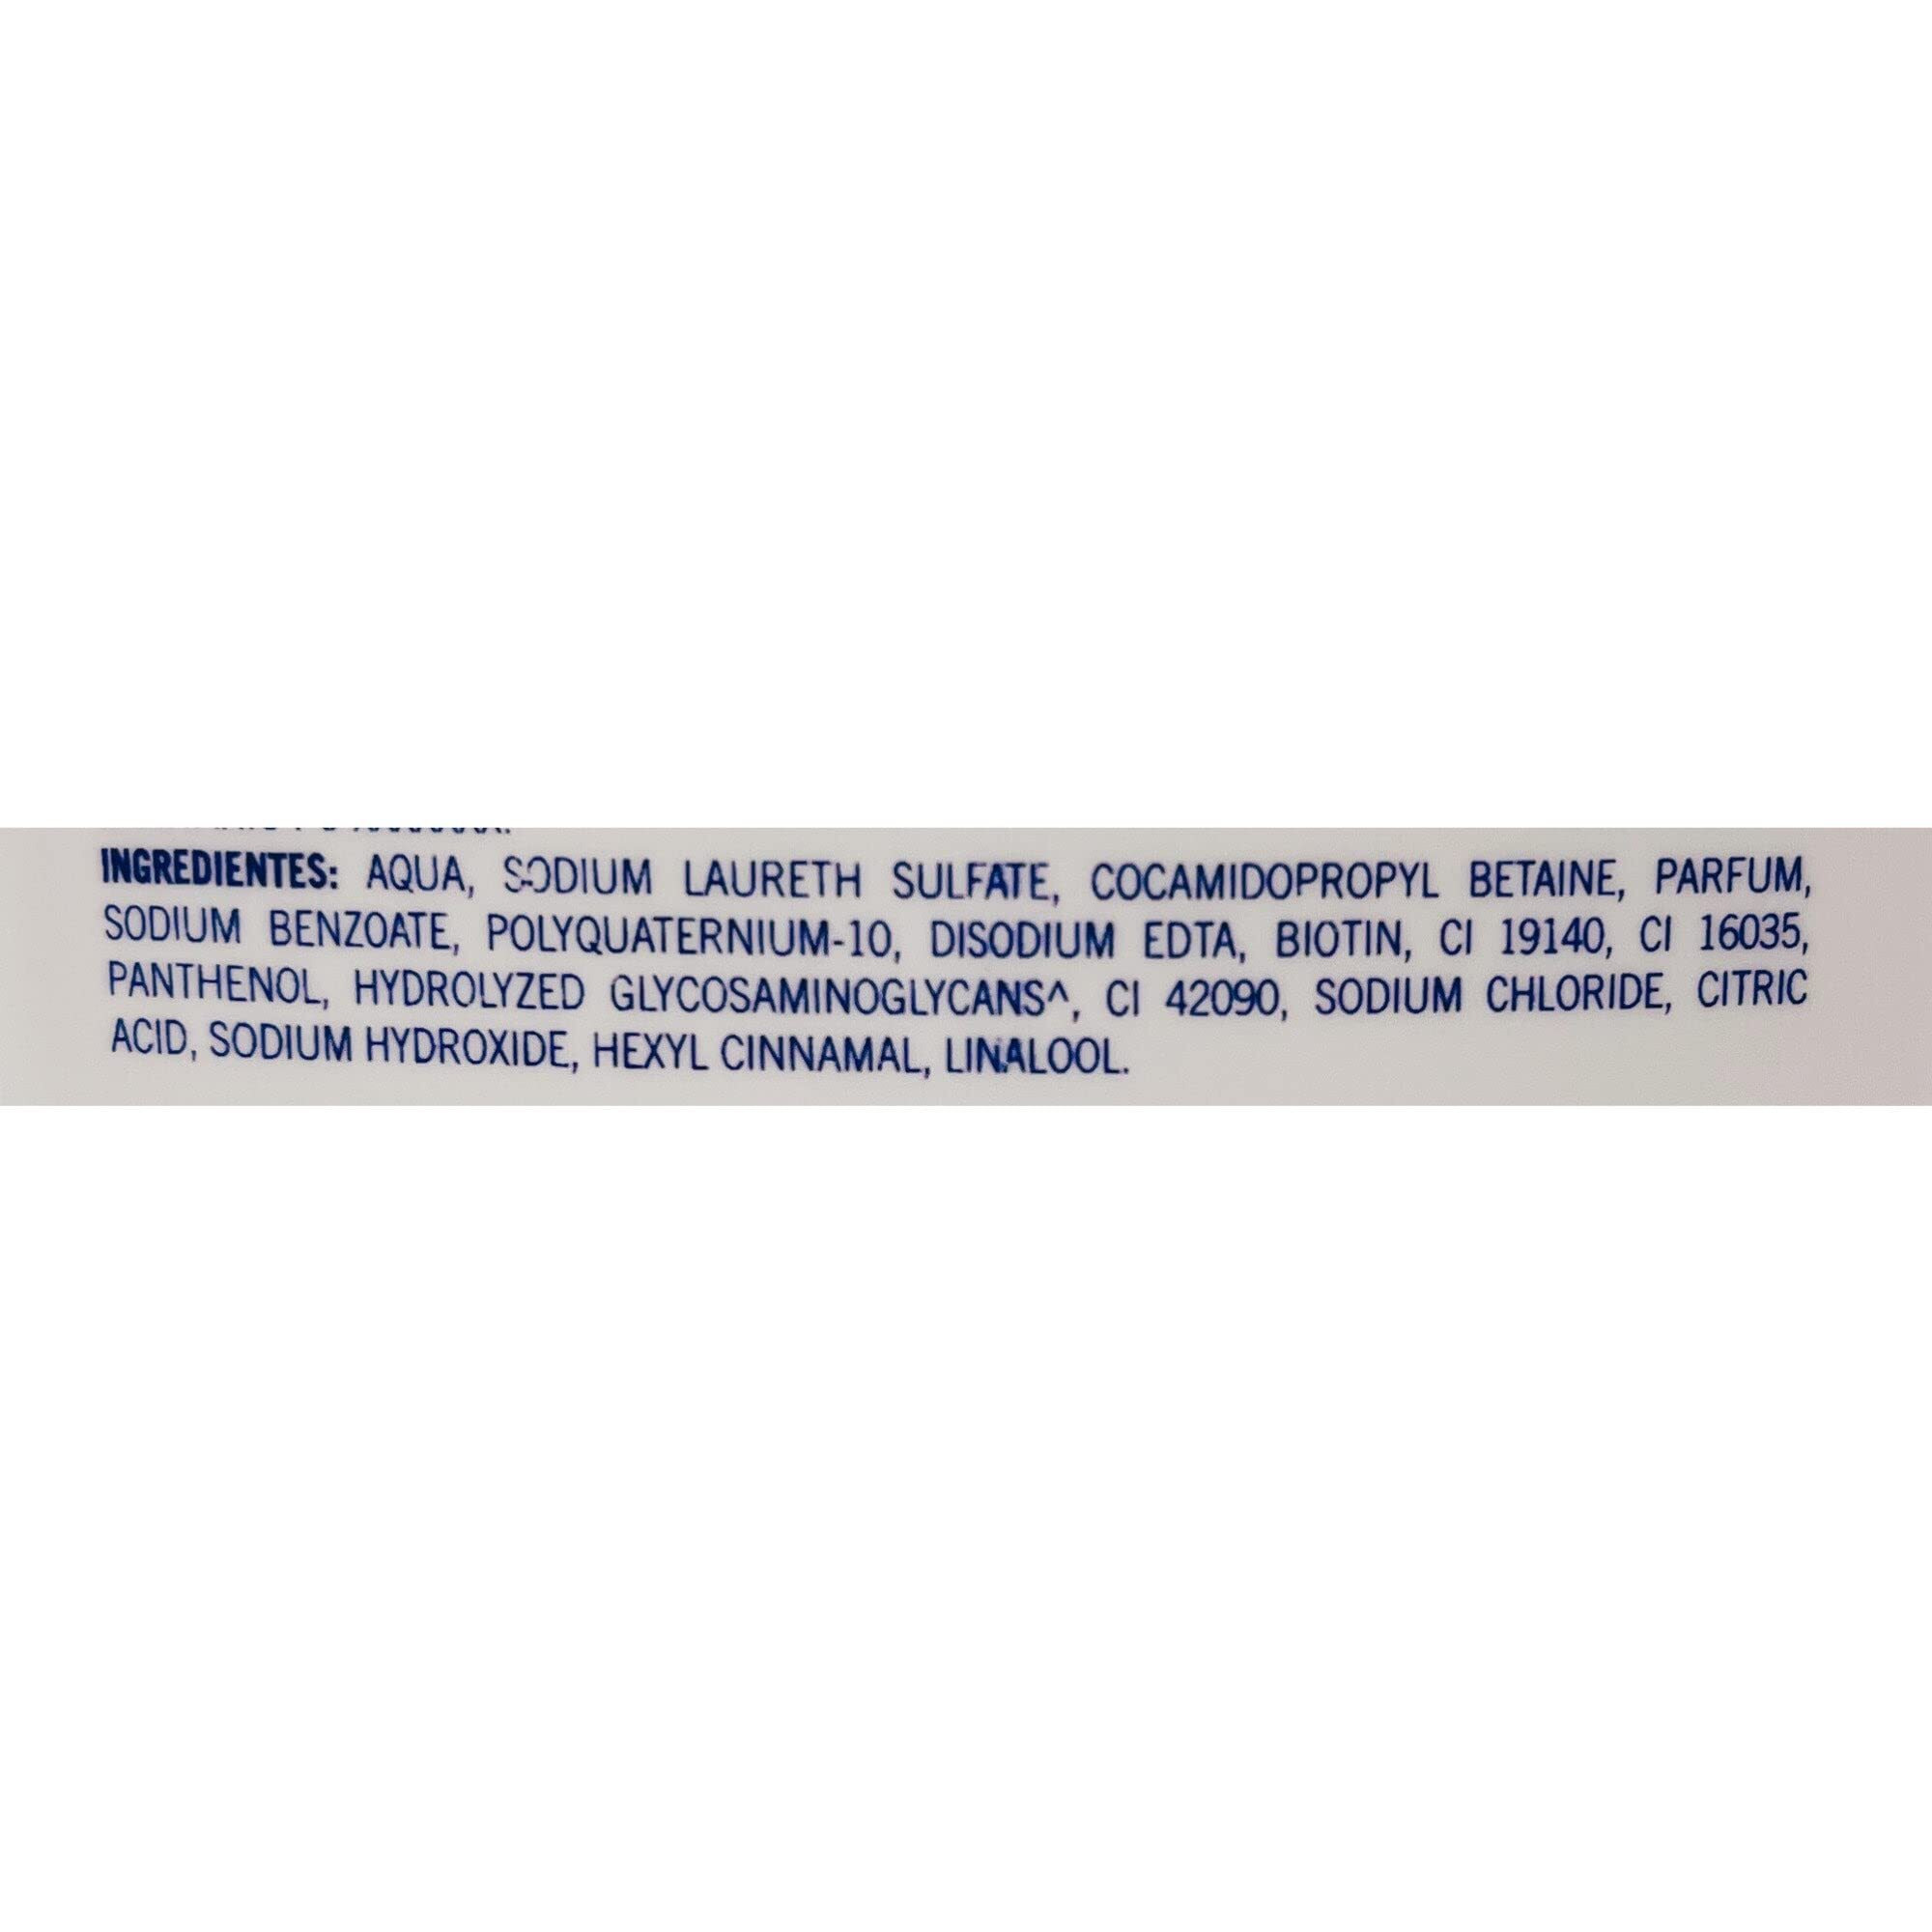 INGREDIENTES: AQUA, SODIUM LAURETH SULFATE, COCAMIDOPROPYL BETAINE, PARFUM,
SODIUM BENZOATE, POLYQUATERNIUM-10, DISODIUM EDTA, BIOTIN, CI 19140, CI 16035,
PANTHENOL, HYDROLYZED GLYCOSAMINOGLYCANS^, CI 42090, SODIUM CHLORIDE, CITRIC
ACID, SODIUM HYDROXIDE, HEXYL CINNAMAL, LINALOOL.